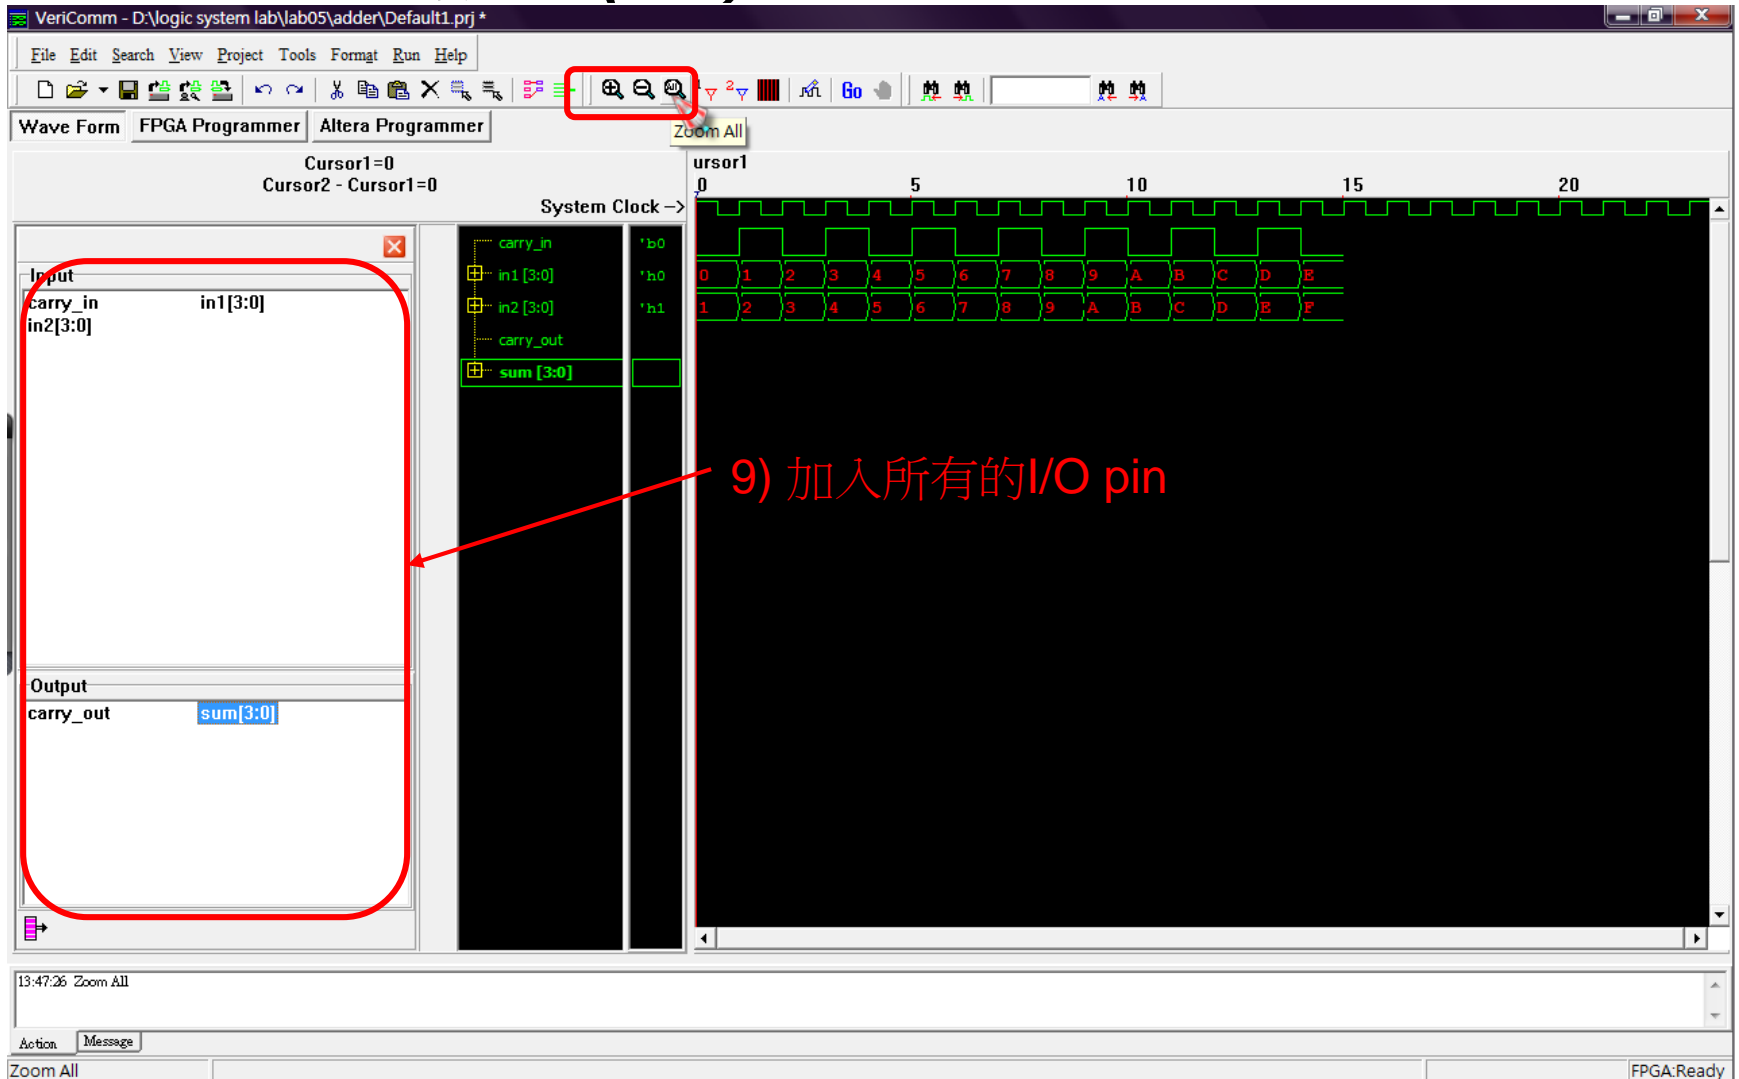 VeriComm - D:\logic system lab\lab05\adder\Default1.prj *
File Edit Search View Project Tools Format Run Help
Go
Wave Form FPGA Programmer Altera Programmer
Zoom All
Cursor1=0
Cursor2 - Cursor1=0
System Clock -->
ursor1
0 5 10 15 20
Input
carry_in in1[3:0]
in2[3:0]
Output
carry_out sum[3:0]
carry_in 'b0
in1 [3:0] 'h0 0 1 2 3 4 5 6 7 8 9 A B C D E
in2 [3:0] 'h1 1 2 3 4 5 6 7 8 9 A B C D E F
carry_out
sum [3:0]
9) 加入所有的I/O pin
13:47:26 Zoom All
Action Message
Zoom All FPGA:Ready